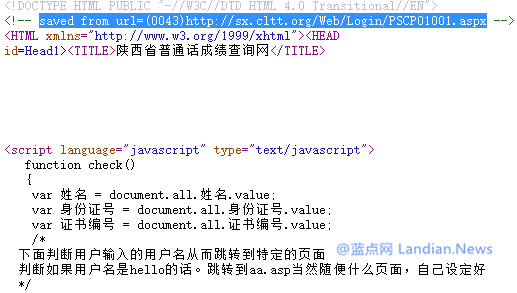 <!DOCTYPE HTML PUBLIC "-//W3C//DTD HTML 4.0 Transitional//EN">
<!-- saved from url=(0043)http://sx.cltt.org/Web/Login/PSCP01001.aspx -->
<HTML xmlns="http://www.w3.org/1999/xhtml"><HEAD
id=Head1><TITLE>陕西省普通话成绩查询网</TITLE>
<script language="javascript" type="text/javascript">
function check()
{
var 姓名 = document.all.姓名.value;
var 身份证号 = document.all.身份证号.value;
var 证书编号 = document.all.证书编号.value;
/*
下面判断用户输入的用户名从而跳转到特定的页面
判断如果用户名是hello的话。跳转到aa.asp当然随便什么页面，自己设定好
*/
@蓝点网 Landian.News